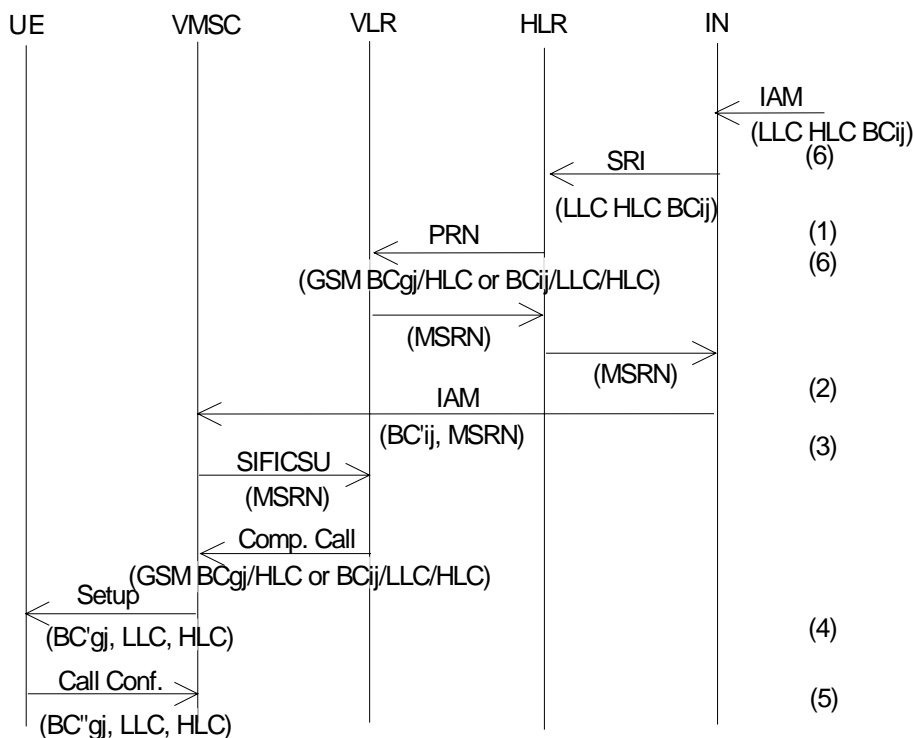 UE VMSC VLR HLR IN
IAM
(LLC HLC BCij)
(6)
SRI
(LLC HLC BCij)
(1)
PRN
(6)
(GSM BCgj/HLC or BCij/LLC/HLC)
(MSRN)
(MSRN)
(2)
IAM
(BC'ij, MSRN)
(3)
SIFICSU
(MSRN)
Comp. Call
(GSM BCgj/HLC or BCij/LLC/HLC)
Setup
(BC'gj, LLC, HLC)
(4)
Call Conf.
(5)
(BC"gj, LLC, HLC)